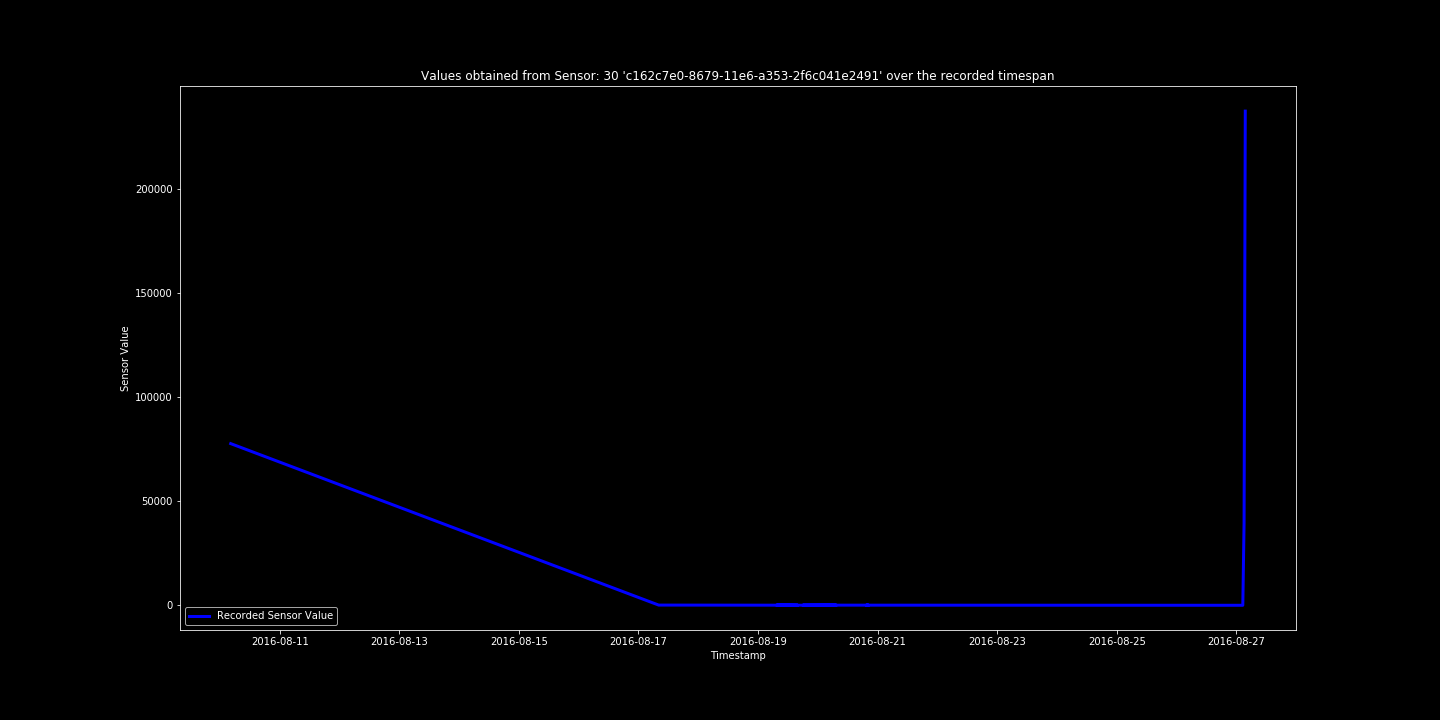 Values obtained from Sensor: 30 'c162c7e0-8679-11e6-a353-2f6c041e2491' over the recorded timespan
200000
150000
100000
50000
0
Sensor Value
Recorded Sensor Value
2016-08-11 2016-08-13 2016-08-15 2016-08-17 2016-08-19 2016-08-21 2016-08-23 2016-08-25 2016-08-27
Timestamp